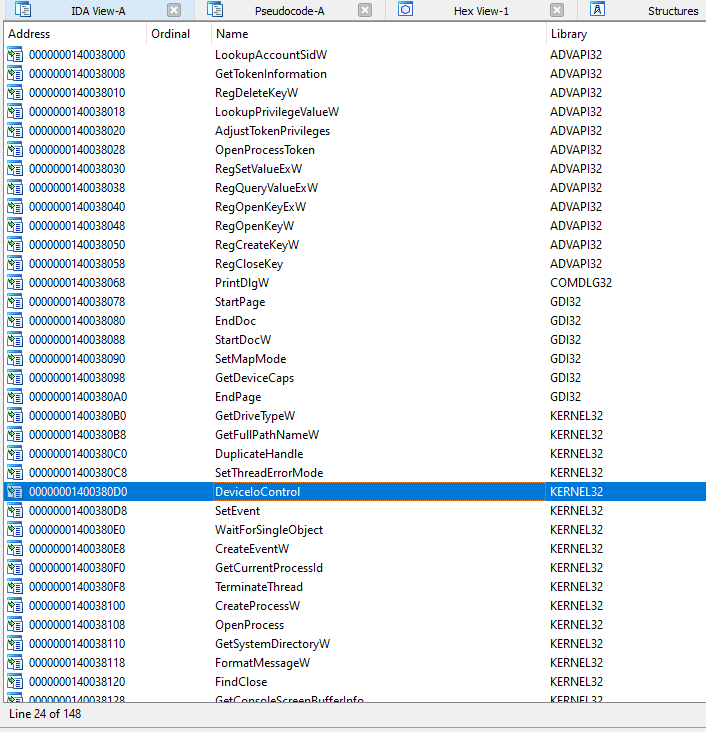 IDA View-A Pseudocode-A Hex View-1 Structures
Address Ordinal Name Library
0000000140038000 LookupAccountSidW ADVAPI32
0000000140038008 GetTokenInformation ADVAPI32
0000000140038010 RegDeleteKeyW ADVAPI32
0000000140038018 LookupPrivilegeValueW ADVAPI32
0000000140038020 AdjustTokenPrivileges ADVAPI32
0000000140038028 OpenProcessToken ADVAPI32
0000000140038030 RegSetValueExW ADVAPI32
0000000140038038 RegQueryValueExW ADVAPI32
0000000140038040 RegOpenKeyExW ADVAPI32
0000000140038048 RegOpenKeyW ADVAPI32
0000000140038050 RegCreateKeyW ADVAPI32
0000000140038058 RegCloseKey ADVAPI32
0000000140038068 PrintDlgW COMDLG32
0000000140038078 StartPage GDI32
0000000140038080 EndDoc GDI32
0000000140038088 StartDocW GDI32
0000000140038090 SetMapMode GDI32
0000000140038098 GetDeviceCaps GDI32
00000001400380A0 EndPage GDI32
00000001400380B0 GetDriveTypeW KERNEL32
00000001400380B8 GetFullPathNameW KERNEL32
00000001400380C0 DuplicateHandle KERNEL32
00000001400380C8 SetThreadErrorMode KERNEL32
00000001400380D0 DeviceIoControl KERNEL32
00000001400380D8 SetEvent KERNEL32
00000001400380E0 WaitForSingleObject KERNEL32
00000001400380E8 CreateEventW KERNEL32
00000001400380F0 GetCurrentProcessId KERNEL32
00000001400380F8 TerminateThread KERNEL32
0000000140038100 CreateProcessW KERNEL32
0000000140038108 OpenProcess KERNEL32
0000000140038110 GetSystemDirectoryW KERNEL32
0000000140038118 FormatMessageW KERNEL32
0000000140038120 FindClose KERNEL32
0000000140038128 GetConsoleScreenBufferInfo KERNEL32
Line 24 of 148